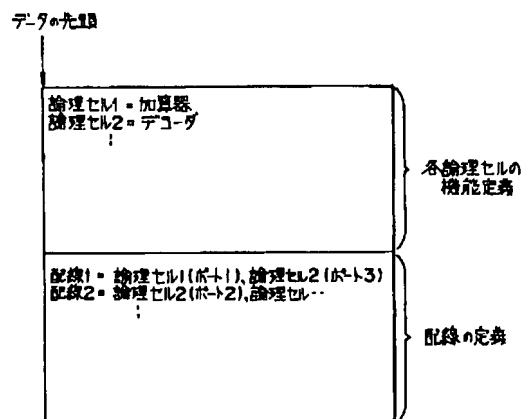 データの先頭
論理セル1 = 加算器
論理セル2 = デコーダ
⋮
各論理セルの
機能定義
配線1 = 論理セル1(ポート1), 論理セル2(ポート3)
配線2 = 論理セル2(ポート2), 論理セル‥
⋮
配線の定義